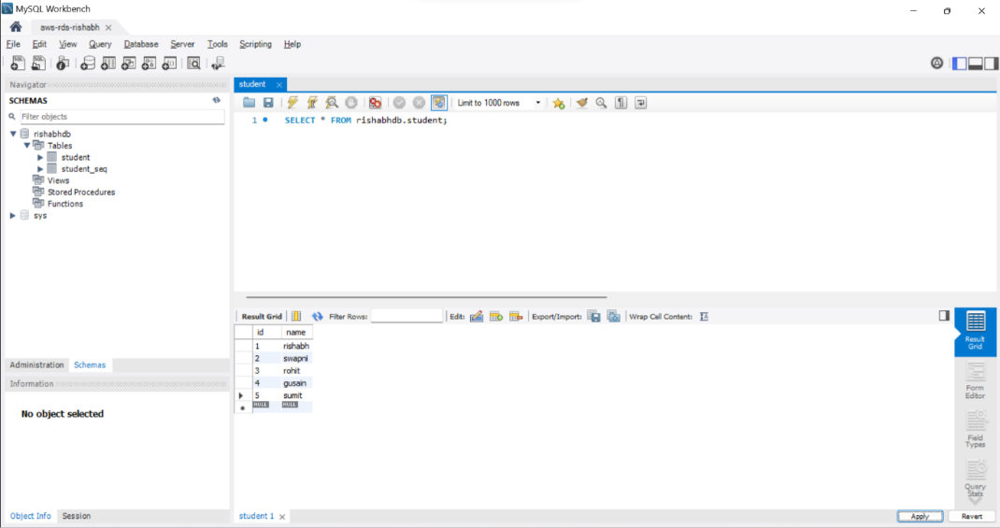 MySQL Workbench
aws-rds-rishabh
File Edit View Query Database Server Tools Scripting Help
Navigator
SCHEMAS
Filter objects
rishabhdb
Tables
student
student_seq
Views
Stored Procedures
Functions
sys
Administration Schemas
Information
No object selected
Object Info Session
student
Limit to 1000 rows
1 SELECT * FROM rishabhdb.student;
Result Grid Filter Rows: Edit: Export/Import: Wrap Cell Content:
id name
1 rishabh
2 swapni
3 rohit
4 gusain
5 sumit
NULL NULL
Result
Grid
Form
Editor
Field
Types
Query
Stats
student 1
Apply Revert